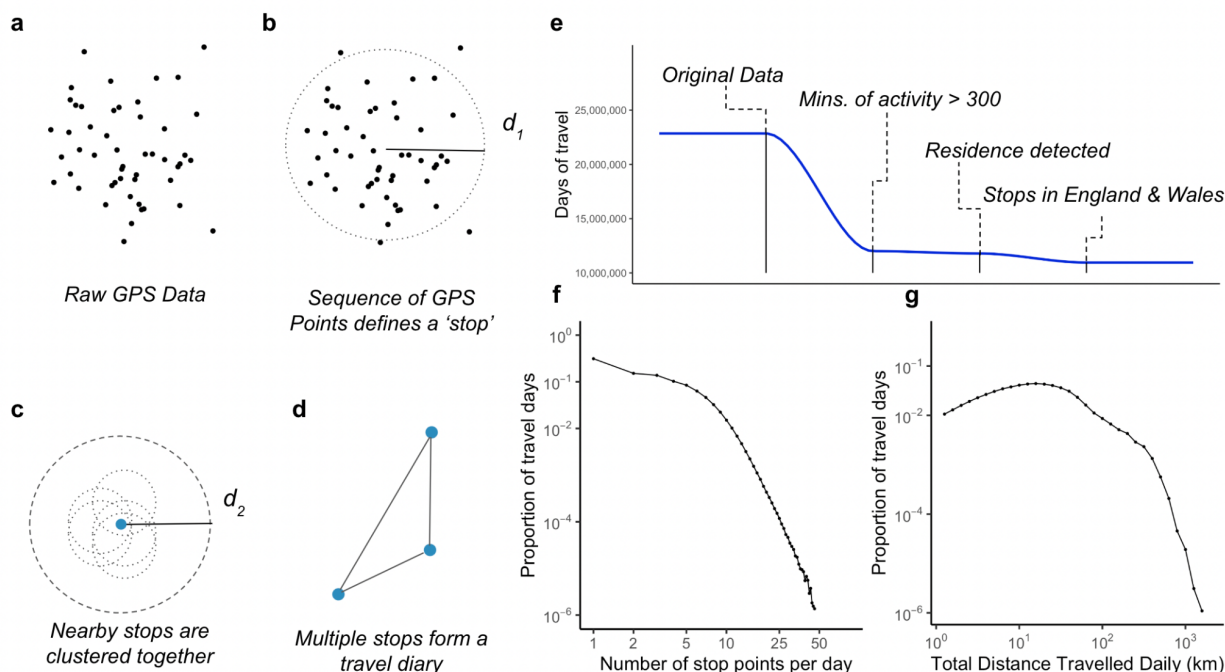 a
b
e
Original Data
Mins. of activity > 300
Residence detected
Stops in England & Wales
Days of travel
25,000,000
20,000,000
15,000,000
10,000,000
d1
Raw GPS Data
Sequence of GPS
Points defines a ‘stop’
c
d
d2
Nearby stops are
clustered together
Multiple stops form a
travel diary
f
Proportion of travel days
10^0
10^-1
10^-2
10^-4
10^-6
1 2 5 10 25 50
Number of stop points per day
g
Proportion of travel days
10^-1
10^-2
10^-4
10^-6
10^0 10^1 10^2 10^3
Total Distance Travelled Daily (km)